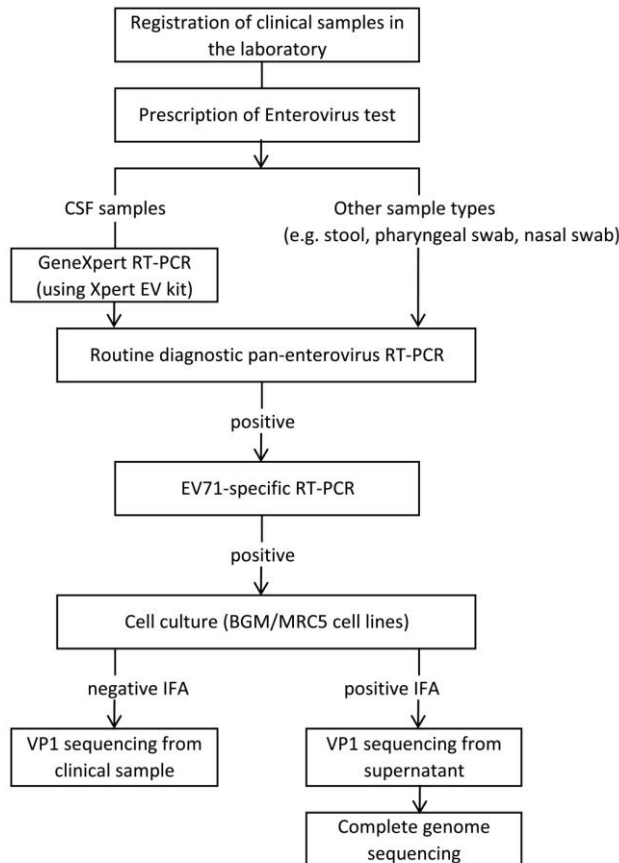 Registration of clinical samples in
the laboratory
Prescription of Enterovirus test
CSF samples
Other sample types
(e.g. stool, pharyngeal swab, nasal swab)
GeneXpert RT-PCR
(using Xpert EV kit)
Routine diagnostic pan-enterovirus RT-PCR
positive
EV71-specific RT-PCR
positive
Cell culture (BGM/MRC5 cell lines)
negative IFA
positive IFA
VP1 sequencing from
clinical sample
VP1 sequencing from
supernatant
Complete genome
sequencing